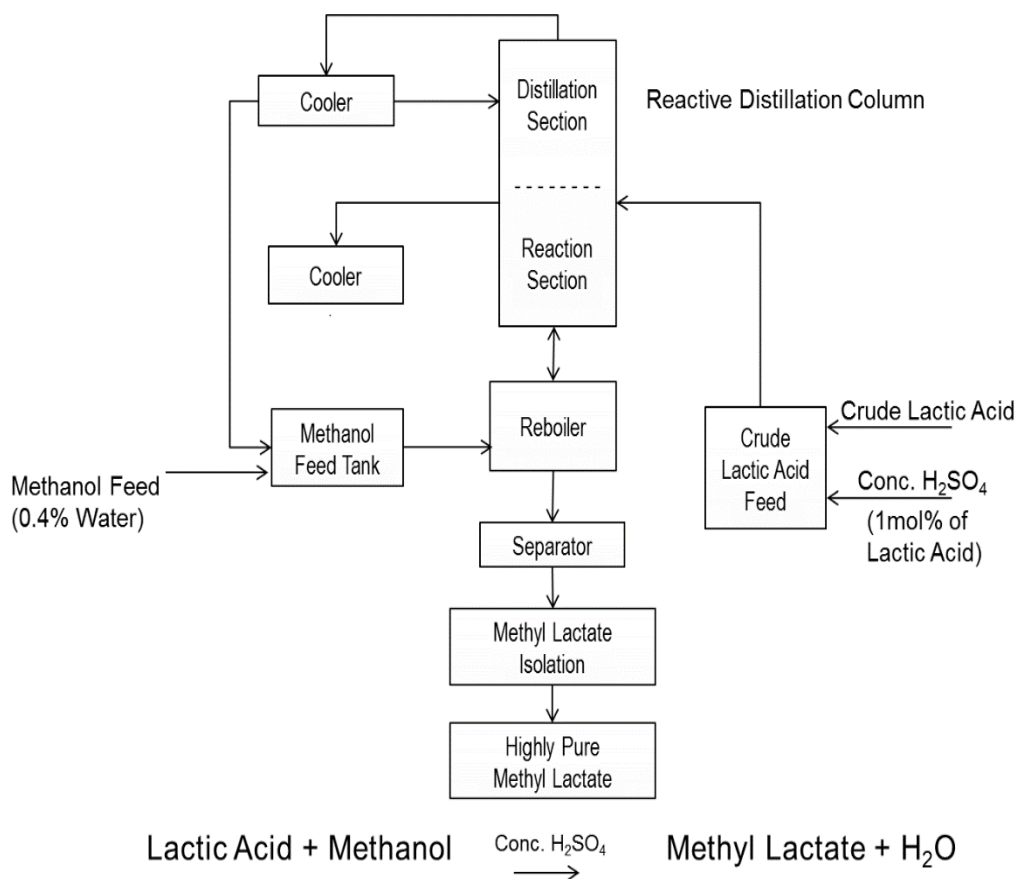 Cooler
Distillation
Section
Reactive Distillation Column
Reaction
Section
Cooler
Methanol
Feed Tank
Reboiler
Methanol Feed
(0.4% Water)
Crude
Lactic Acid
Feed
Crude Lactic Acid
Conc. H₂SO₄
(1mol% of
Lactic Acid)
Separator
Methyl Lactate
Isolation
Highly Pure
Methyl Lactate
Lactic Acid + Methanol Conc. H₂SO₄ Methyl Lactate + H₂O